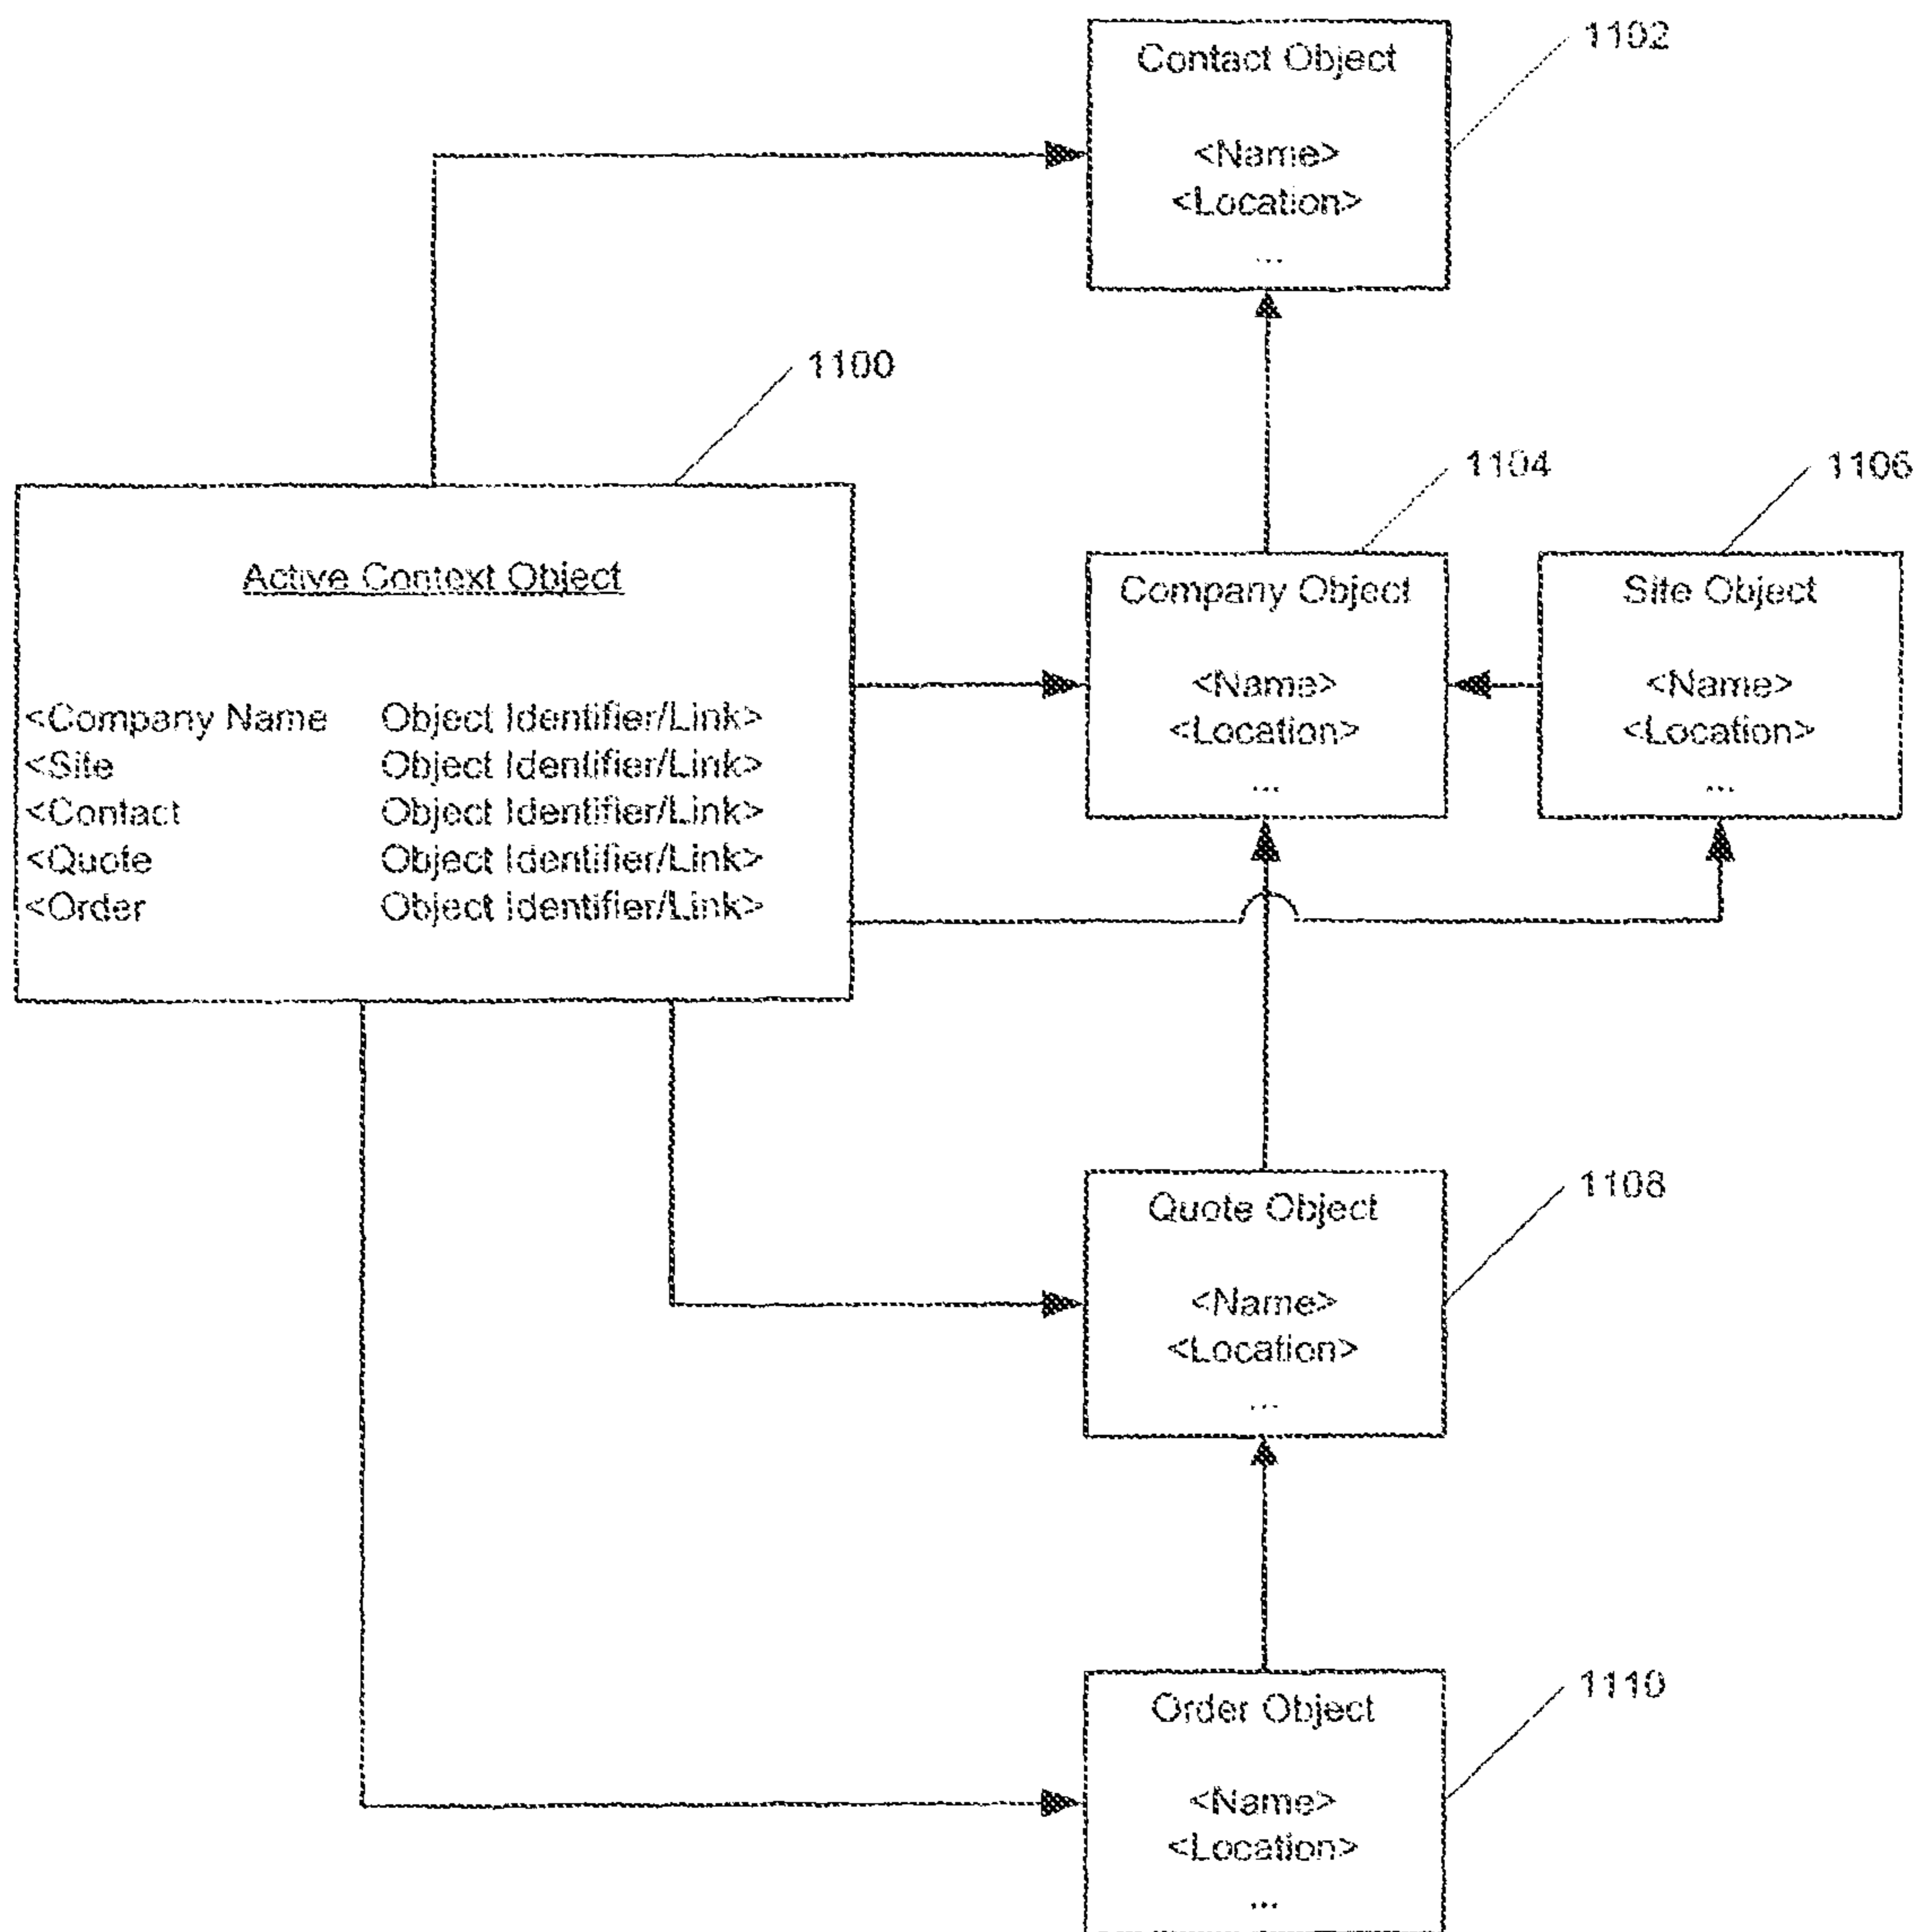 1102
Contact Object
<Name>
<Location>
...
1100
1104
1106
Active Context Object
<Company Name Object Identifier/Link>
<Site Object Identifier/Link>
<Contact Object Identifier/Link>
<Quote Object Identifier/Link>
<Order Object Identifier/Link>
Company Object
<Name>
<Location>
...
Site Object
<Name>
<Location>
...
1108
Quote Object
<Name>
<Location>
...
1110
Order Object
<Name>
<Location>
...